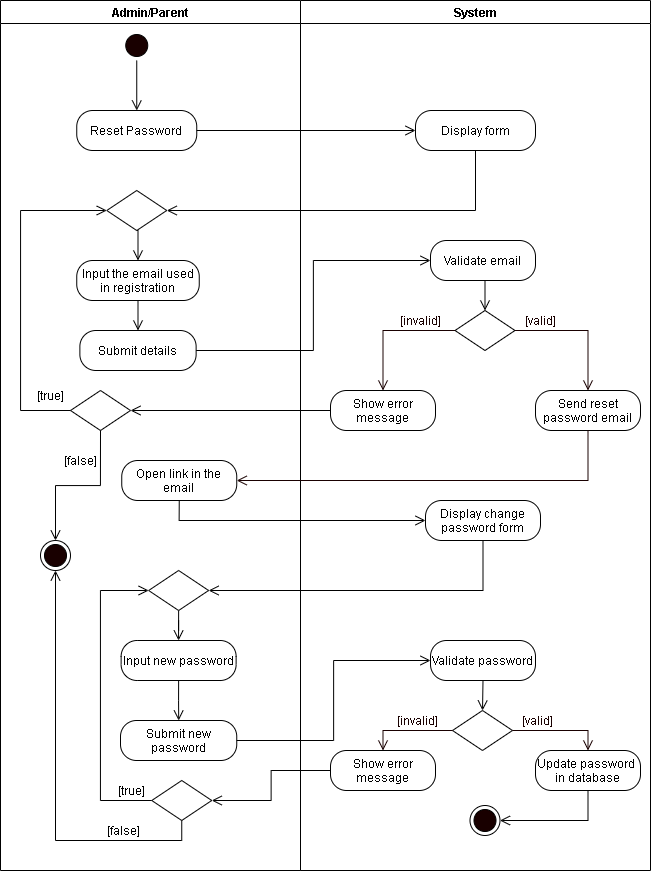 Admin/Parent
System
Reset Password
Display form
Input the email used
in registration
Validate email
Submit details
[invalid]
[valid]
[true]
Show error
message
Send reset
password email
[false]
Open link in the
email
Display change
password form
Input new password
Validate password
Submit new
password
[invalid]
[valid]
Show error
message
Update password
in database
[true]
[false]